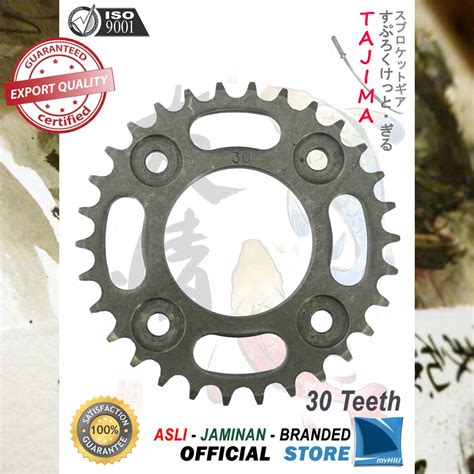 ISO
9001
GUARANTEED
EXPORT QUALITY
certified
スプロケットギア
すぷろくけっと・ぎる
TAJIMA
30
30 Teeth
SATISFACTION
100%
GUARANTEE
ASLI - JAMINAN - BRANDED
OFFICIAL STORE
myHili